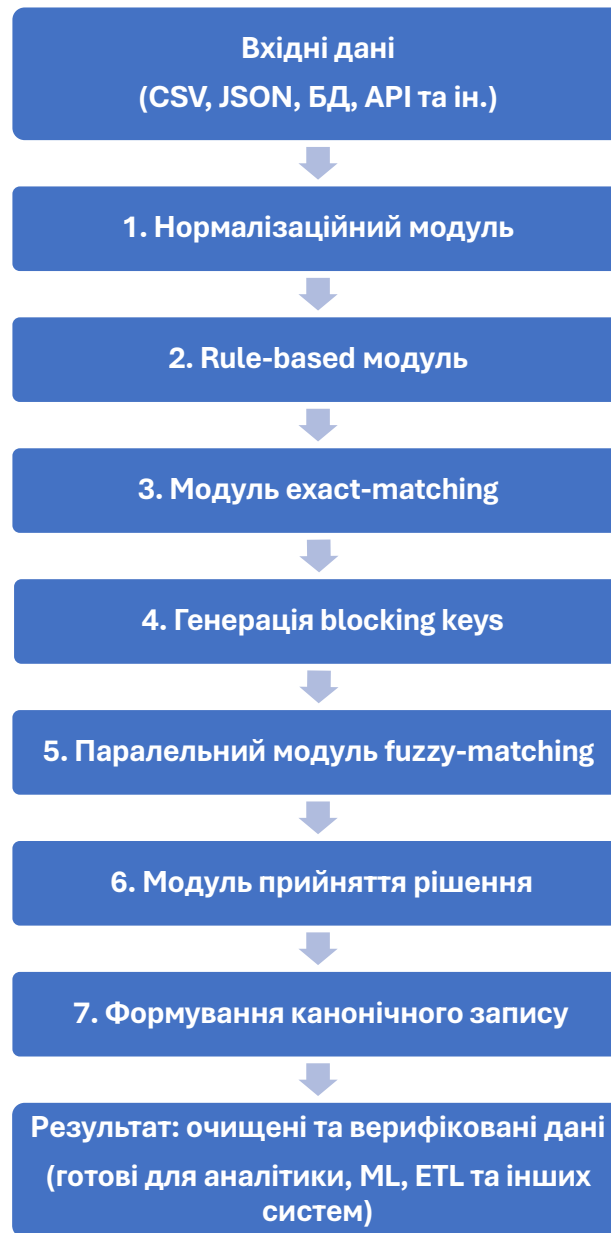 Вхідні дані
(CSV, JSON, БД, API та ін.)
1. Нормалізаційний модуль
2. Rule-based модуль
3. Модуль exact-matching
4. Генерація blocking keys
5. Паралельний модуль fuzzy-matching
6. Модуль прийняття рішення
7. Формування канонічного запису
Результат: очищені та верифіковані дані
(готові для аналітики, ML, ETL та інших
систем)